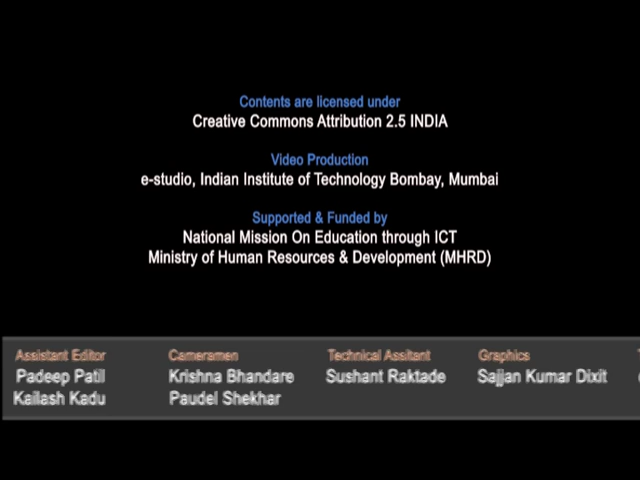 Contents are licensed under
Creative Commons Attribution 2.5 INDIA
Video Production
e-studio, Indian Institute of Technology Bombay, Mumbai
Supported & Funded by
National Mission On Education through ICT
Ministry of Human Resources & Development (MHRD)
Assistant Editor
Padeep Patil
Kailash Kadu
Cameramen
Krishna Bhandare
Paudel Shekhar
Technical Assitant
Sushant Raktade
Graphics
Sajjan Kumar Dixit